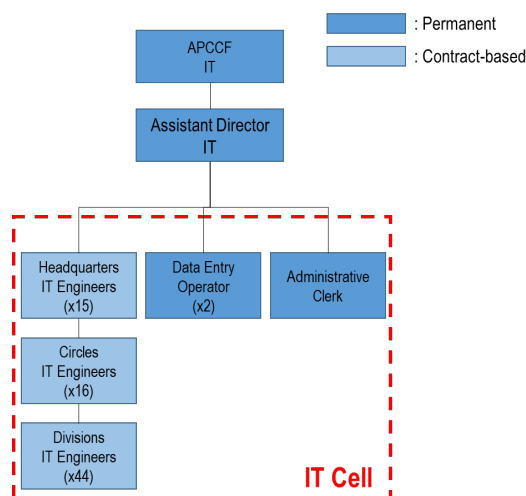 : Permanent
: Contract-based
APCCF
IT
Assistant Director
IT
Headquarters
IT Engineers
(x15)
Data Entry
Operator
(x2)
Administrative
Clerk
Circles
IT Engineers
(x16)
Divisions
IT Engineers
(x44)
IT Cell